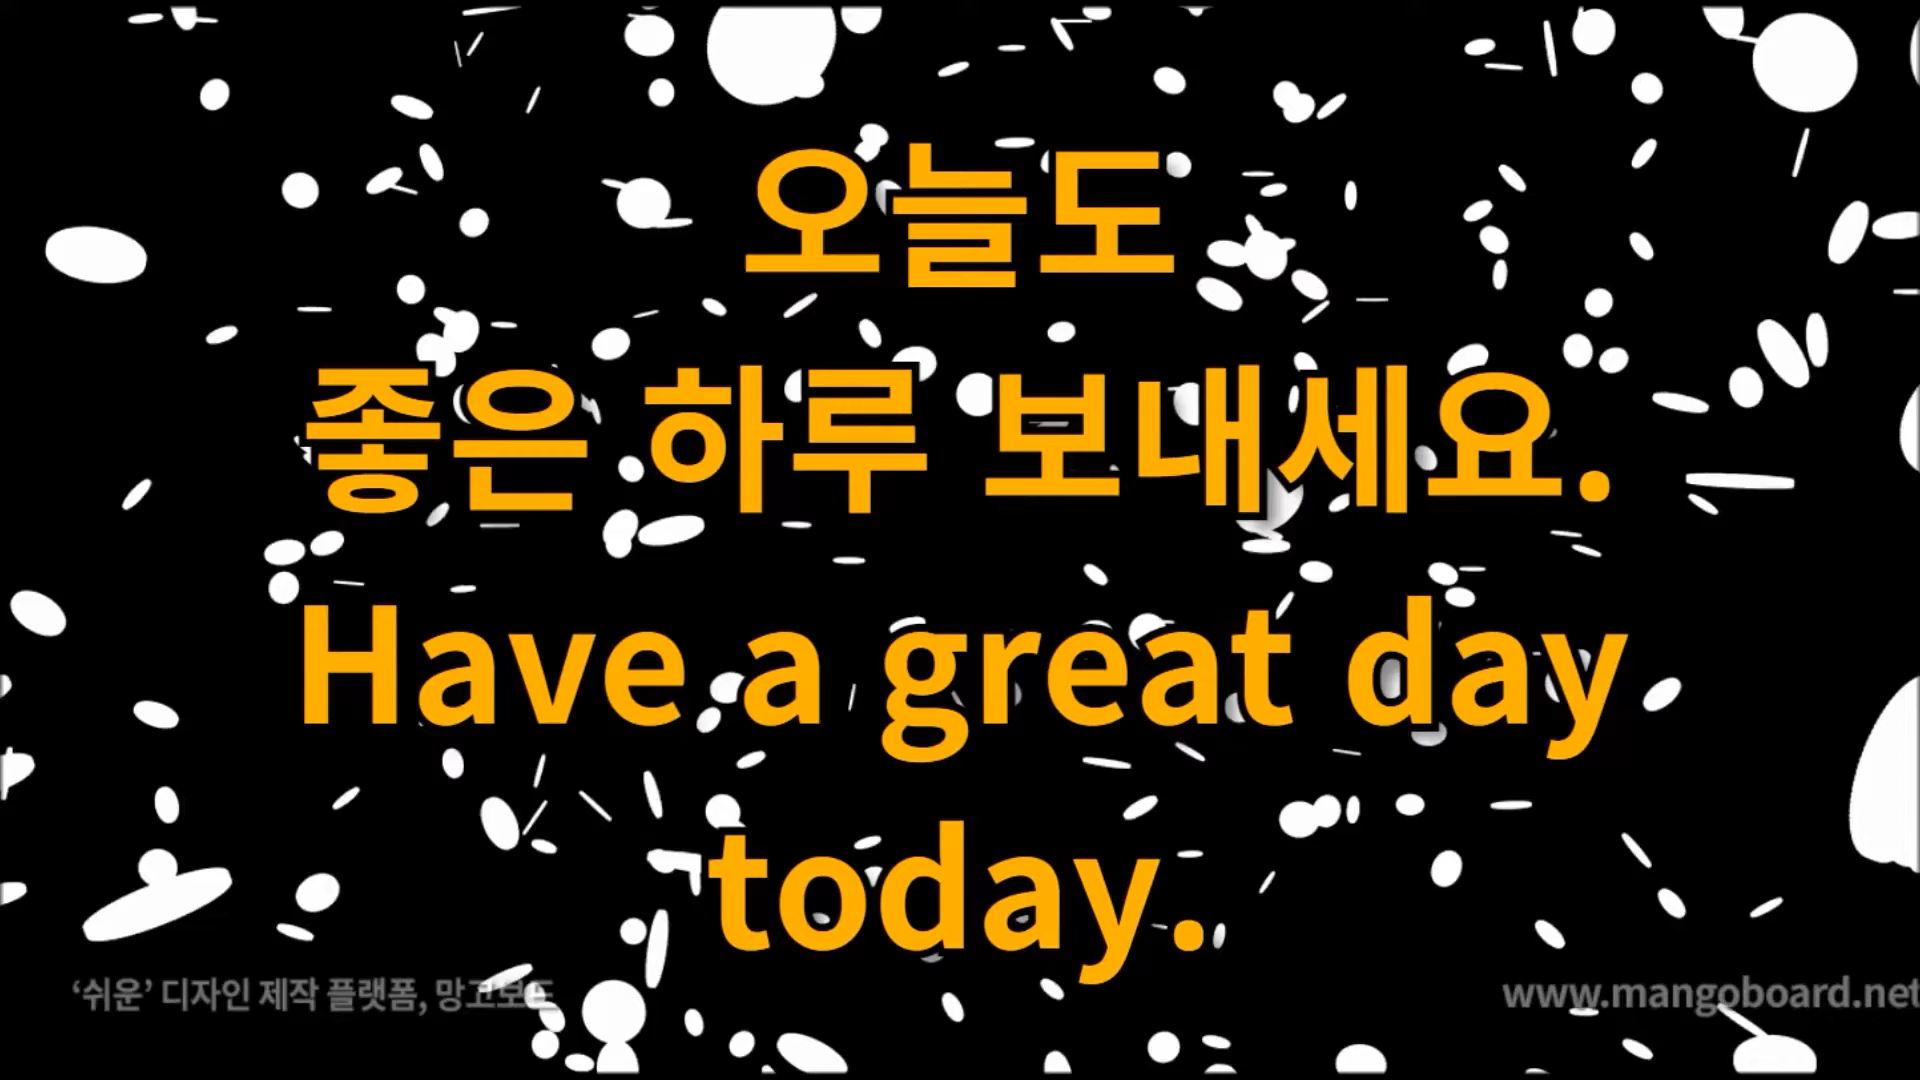 오늘도
좋은 하루 보내세요.
Have a great day
today.
‘쉬운’ 디자인 제작 플랫폼, 망고보드
www.mangoboard.net